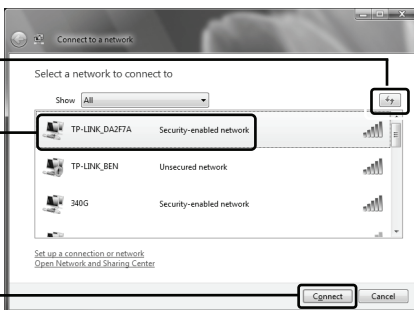 Connect to a network
Select a network to connect to
Show All
TP-LINK_DA2F7A Security-enabled network
TP-LINK_BEN Unsecured network
340G Security-enabled network
Set up a connection or network
Open Network and Sharing Center
Connect Cancel